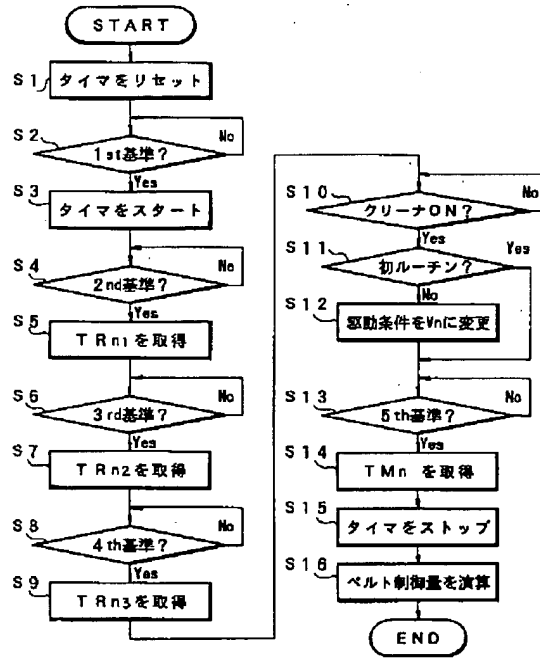 START
S1 タイマをリセット
S2 1st基準? No
Yes
S3 タイマをスタート
S4 2nd基準? No
Yes
S5 TRn1を取得
S6 3rd基準? No
Yes
S7 TRn2を取得
S8 4th基準? No
Yes
S9 TRn3を取得
S10 クリーナON? No
Yes
S11 初ルーチン? Yes
No
S12 駆動条件をVnに変更
S13 5th基準? No
Yes
S14 TMn を取得
S15 タイマをストップ
S16 ベルト制御量を演算
END